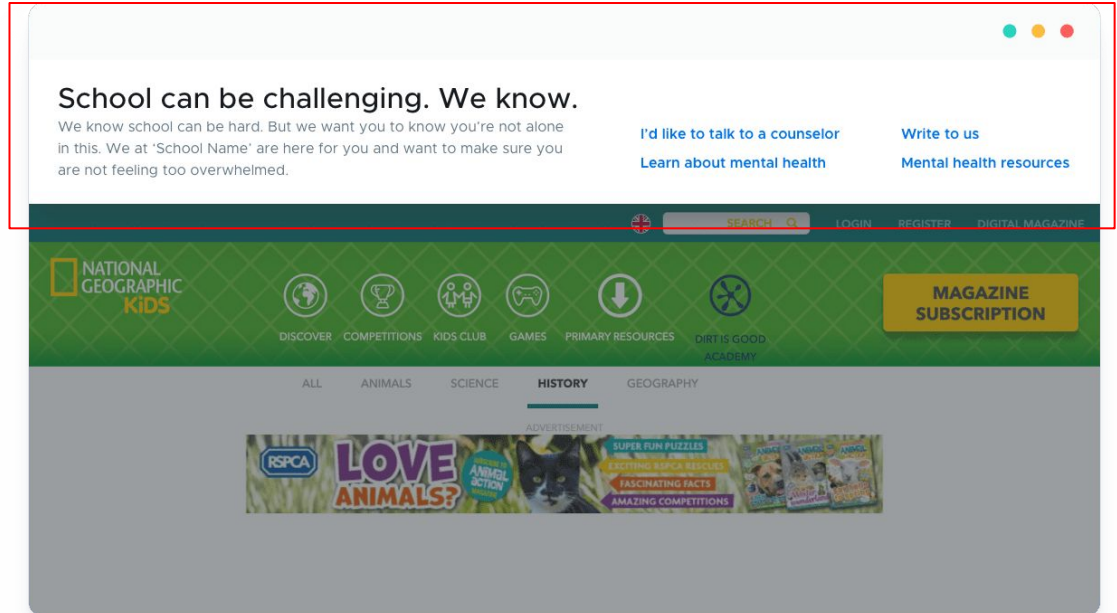 School can be challenging. We know.
We know school can be hard. But we want you to know you're not alone
in this. We at 'School Name' are here for you and want to make sure you
are not feeling too overwhelmed.
I'd like to talk to a counselor
Write to us
Learn about mental health
Mental health resources
SEARCH
LOGIN
REGISTER
DIGITAL MAGAZINE
NATIONAL
GEOGRAPHIC
KiDS
DISCOVER
COMPETITIONS
KIDS CLUB
GAMES
PRIMARY RESOURCES
DIRT IS GOOD
ACADEMY
MAGAZINE
SUBSCRIPTION
ALL
ANIMALS
SCIENCE
HISTORY
GEOGRAPHY
ADVERTISEMENT
RSPCA
LOVE
ANIMALS?
ANIMAL
ACTION
SUPER FUN PUZZLES
EXCITING RSPCA RESCUES
FASCINATING FACTS
AMAZING COMPETITIONS